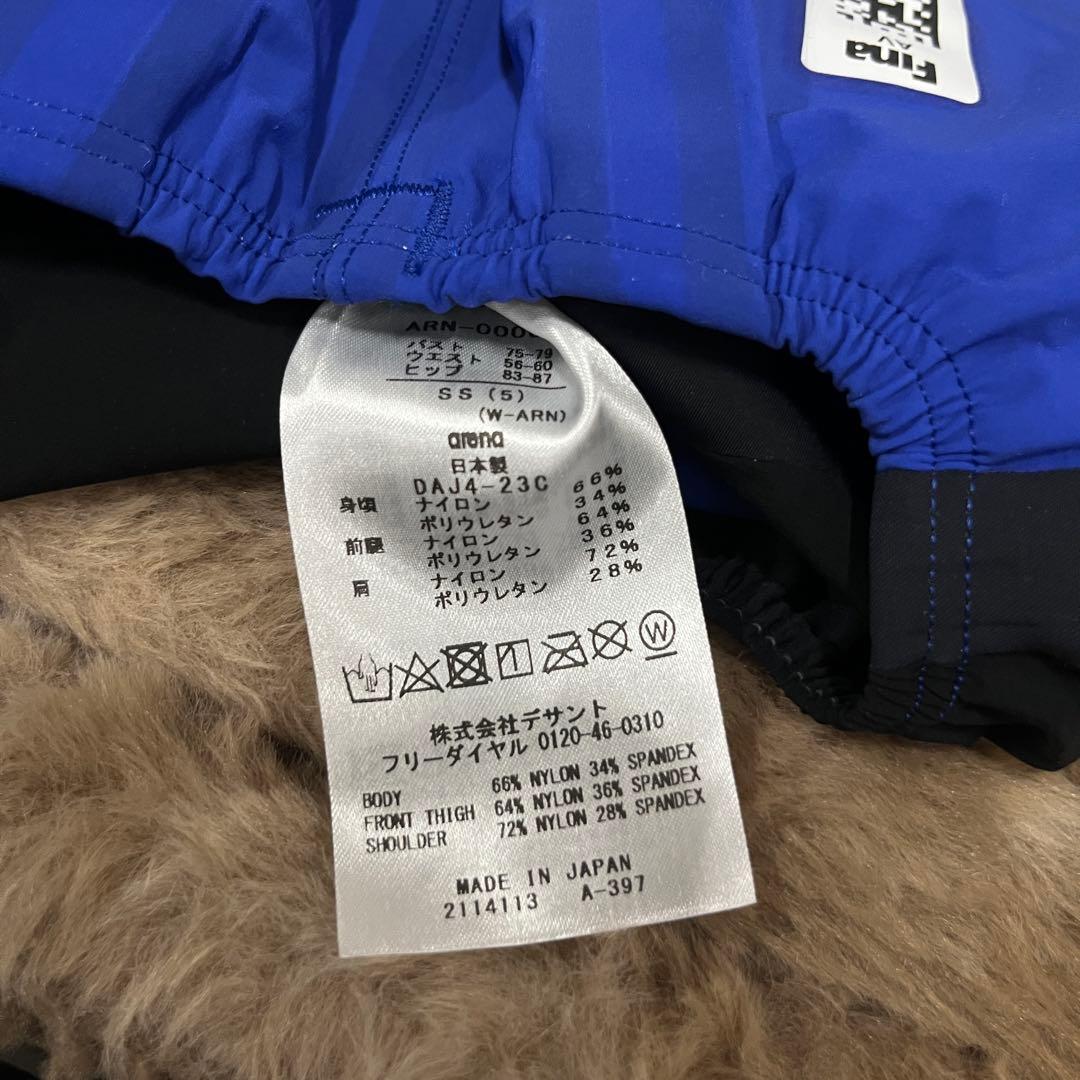 Fina
AV
ARN-000
バスト 75-79
ウエスト 56-60
ヒップ 83-87
SS (5)
(W-ARN)
arena
日本製
DAJ4-23C
身頃 ナイロン 66%
ポリウレタン 34%
前腿 ナイロン 64%
ポリウレタン 36%
肩 ナイロン 72%
ポリウレタン 28%
1 W
株式会社デサント
フリーダイヤル 0120-46-0310
BODY 66% NYLON 34% SPANDEX
FRONT THIGH 64% NYLON 36% SPANDEX
SHOULDER 72% NYLON 28% SPANDEX
MADE IN JAPAN
2114113 A-397